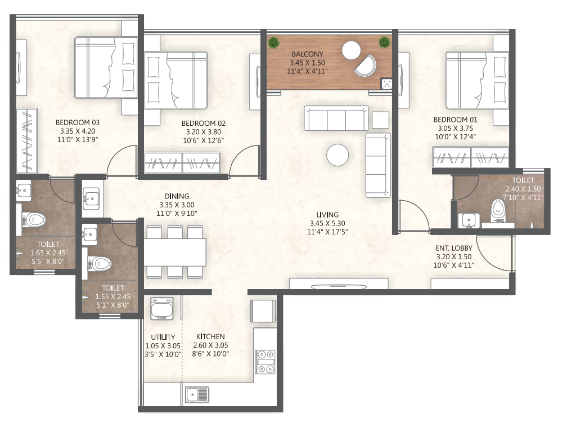 BALCONY
3.45 X 1.50
11'4" X 4'11"
BEDROOM 03
3.35 X 4.20
11'0" X 13'9"
BEDROOM 02
3.20 X 3.80
10'6" X 12'6"
BEDROOM 01
3.05 X 3.75
10'0" X 12'4"
TOILET
2.40 X 1.50
7'10" X 4'11"
DINING
3.35 X 3.00
11'0" X 9'10"
LIVING
3.45 X 5.30
11'4" X 17'5"
TOILET
1.65 X 2.45
5'5" X 8'0"
ENT. LOBBY
3.20 X 1.50
10'6" X 4'11"
TOILET
1.55 X 2.45
5'1" X 8'0"
UTILITY
1.05 X 3.05
3'5" X 10'0"
KITCHEN
2.60 X 3.05
8'6" X 10'0"